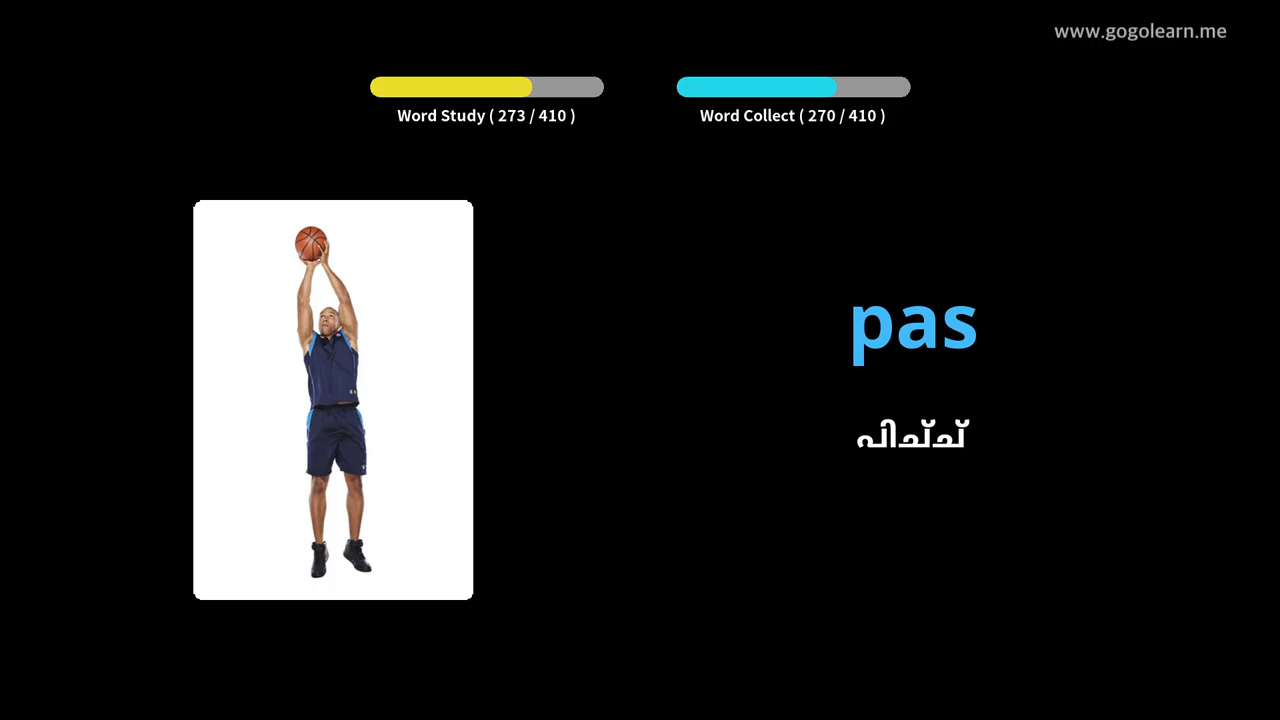 www.gogolearn.me
Word Study ( 273 / 410 )
Word Collect ( 270 / 410 )
pas
പിച്ച്